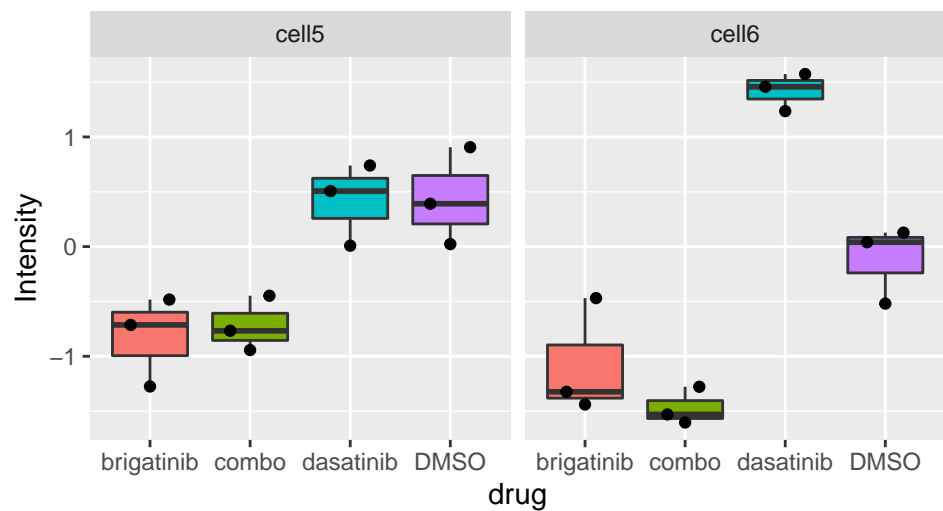 cell5 cell6
Intensity
1
0
−1
brigatinib combo dasatinib DMSO brigatinib combo dasatinib DMSO
drug